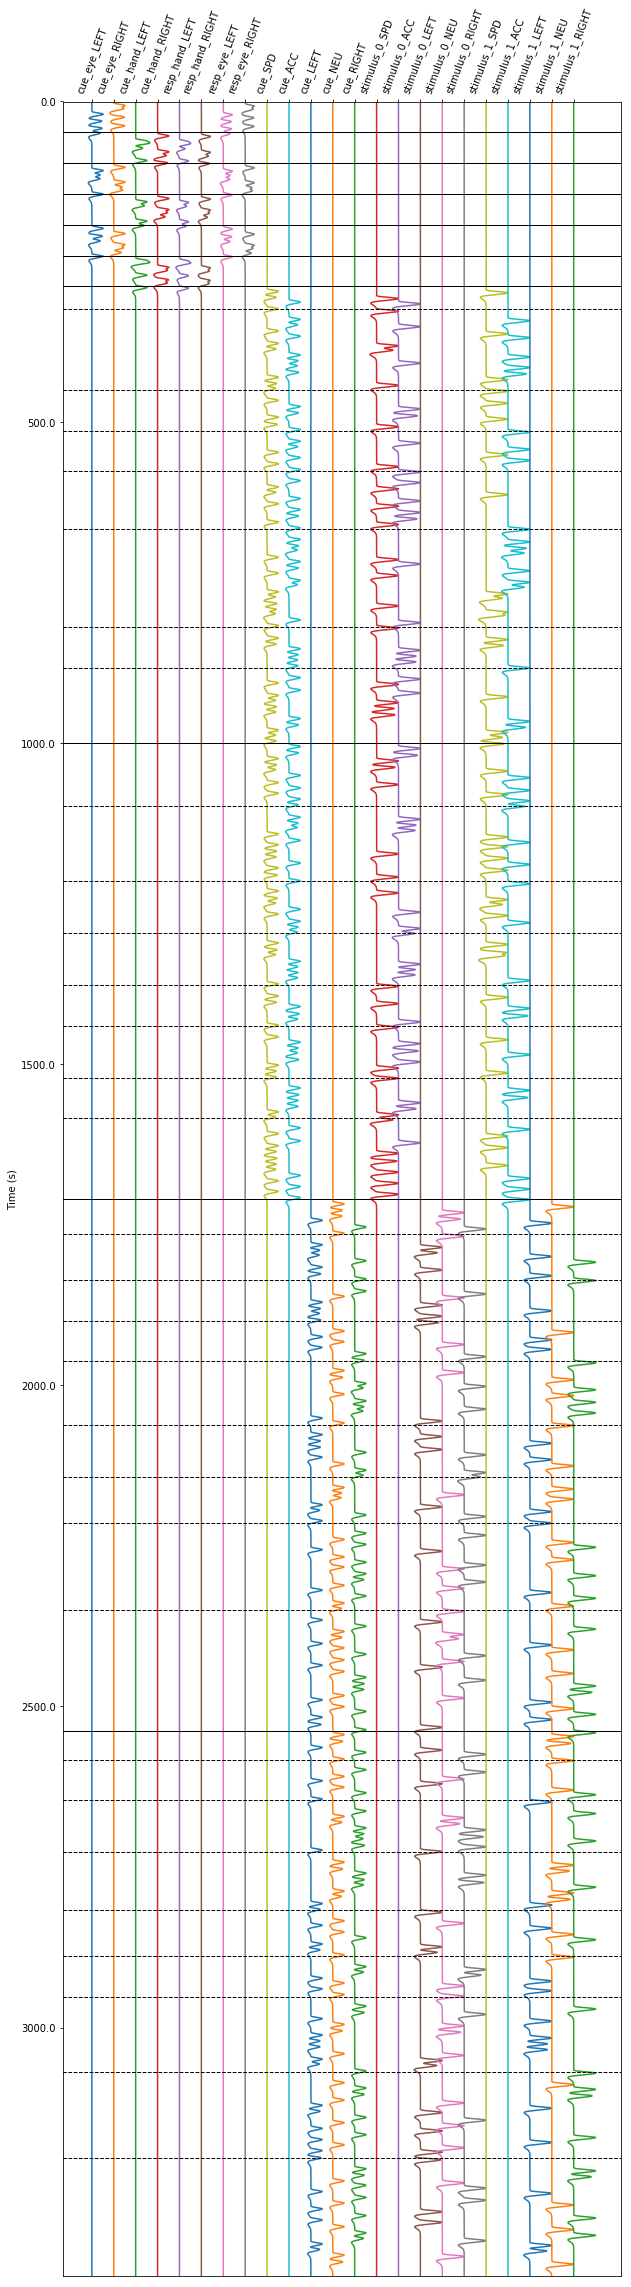 cue_eye_LEFT
cue_eye_RIGHT
cue_hand_LEFT
cue_hand_RIGHT
resp_hand_LEFT
resp_hand_RIGHT
resp_eye_LEFT
resp_eye_RIGHT
cue_SPD
cue_ACC
cue_LEFT
cue_NEU
cue_RIGHT
stimulus_0_SPD
stimulus_0_ACC
stimulus_0_LEFT
stimulus_0_NEU
stimulus_0_RIGHT
stimulus_1_SPD
stimulus_1_ACC
stimulus_1_LEFT
stimulus_1_NEU
stimulus_1_RIGHT
0.0
500.0
1000.0
1500.0
Time (s)
2000.0
2500.0
3000.0